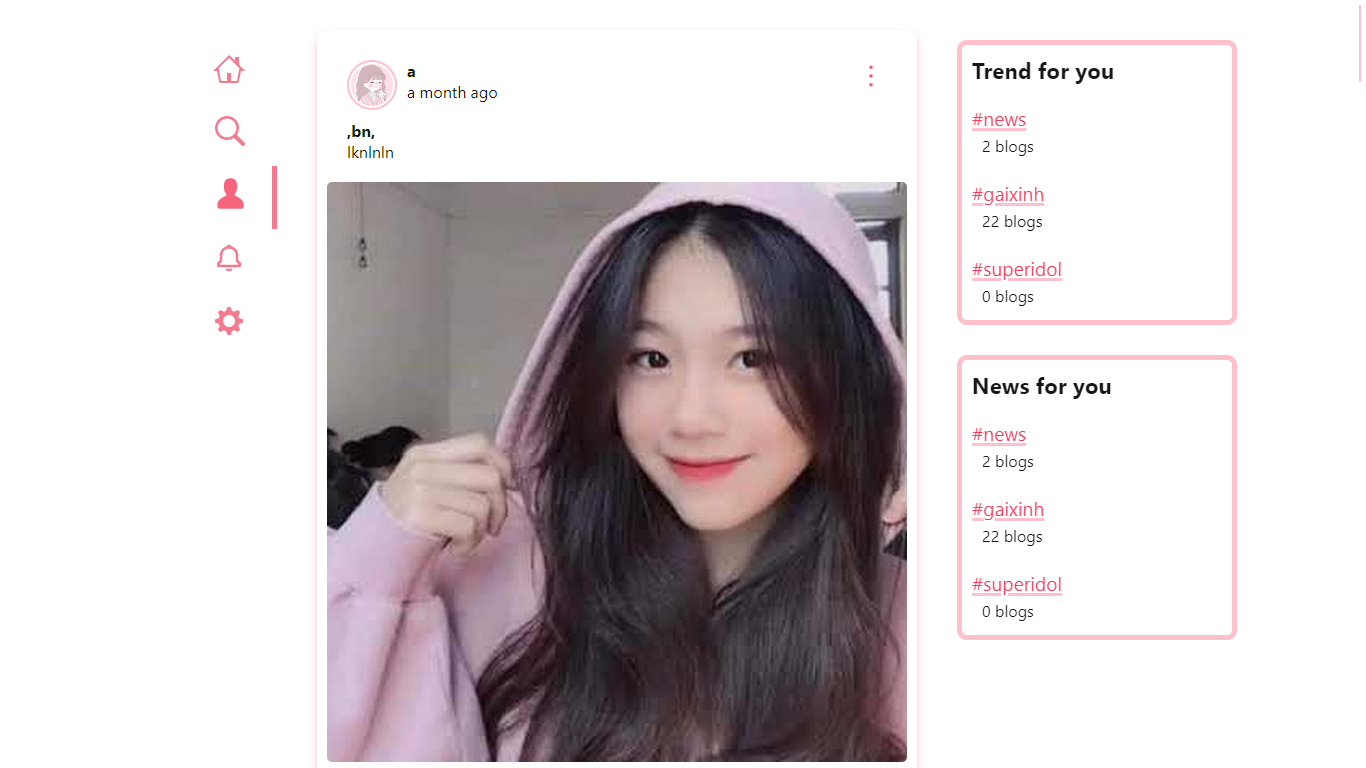 a
a month ago
,bn,
lknlnln
Trend for you
#news
2 blogs
#gaixinh
22 blogs
#superidol
0 blogs
News for you
#news
2 blogs
#gaixinh
22 blogs
#superidol
0 blogs